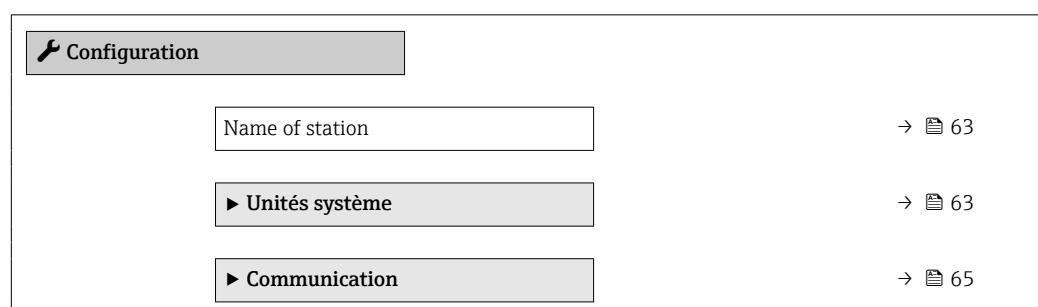 Configuration
Name of station → 63
▶ Unités système → 63
▶ Communication → 65